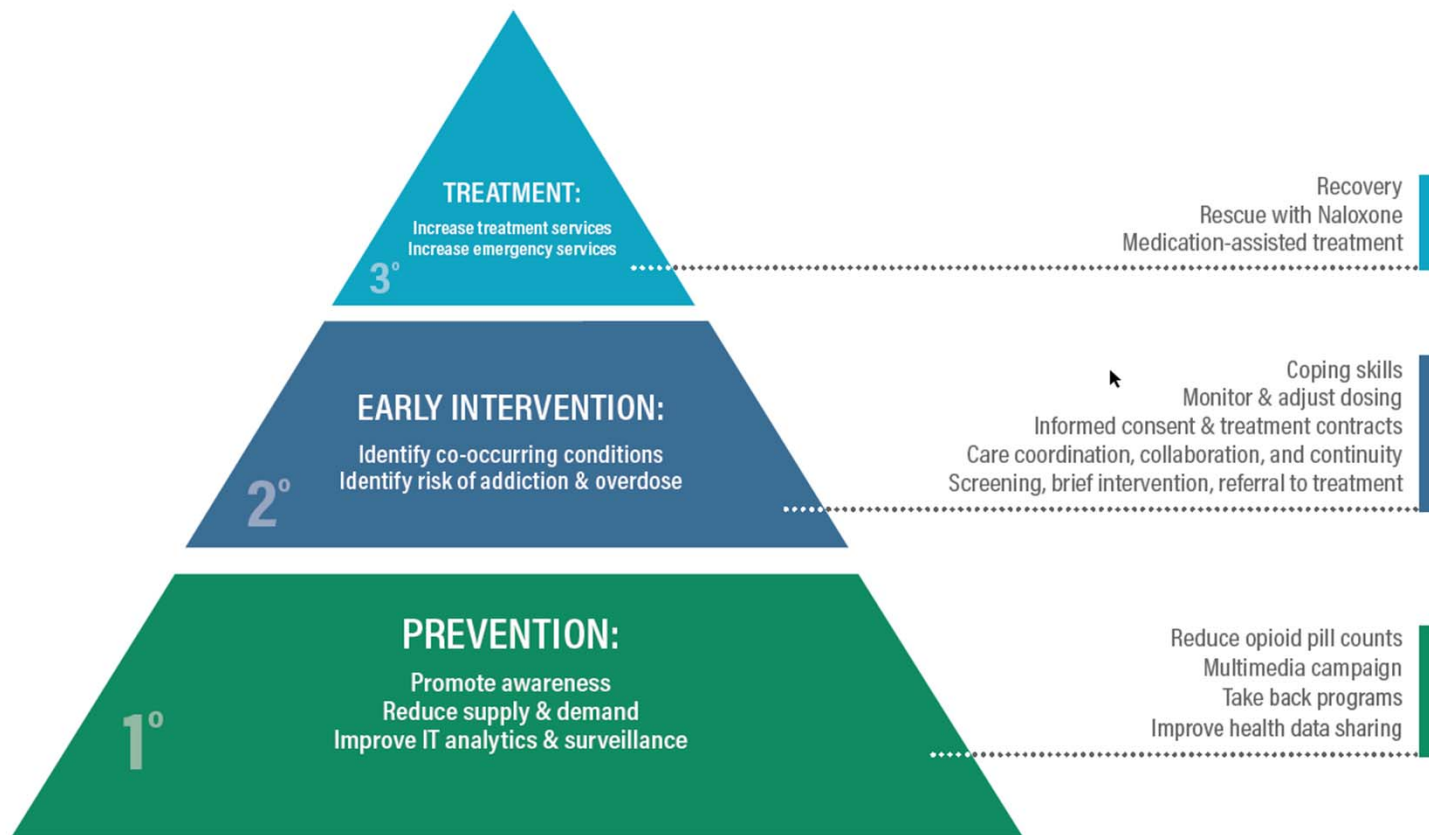 TREATMENT:
Increase treatment services
Increase emergency services
3º
Recovery
Rescue with Naloxone
Medication-assisted treatment
EARLY INTERVENTION:
Identify co-occurring conditions
Identify risk of addiction & overdose
2º
Coping skills
Monitor & adjust dosing
Informed consent & treatment contracts
Care coordination, collaboration, and continuity
Screening, brief intervention, referral to treatment
PREVENTION:
Promote awareness
Reduce supply & demand
Improve IT analytics & surveillance
1º
Reduce opioid pill counts
Multimedia campaign
Take back programs
Improve health data sharing